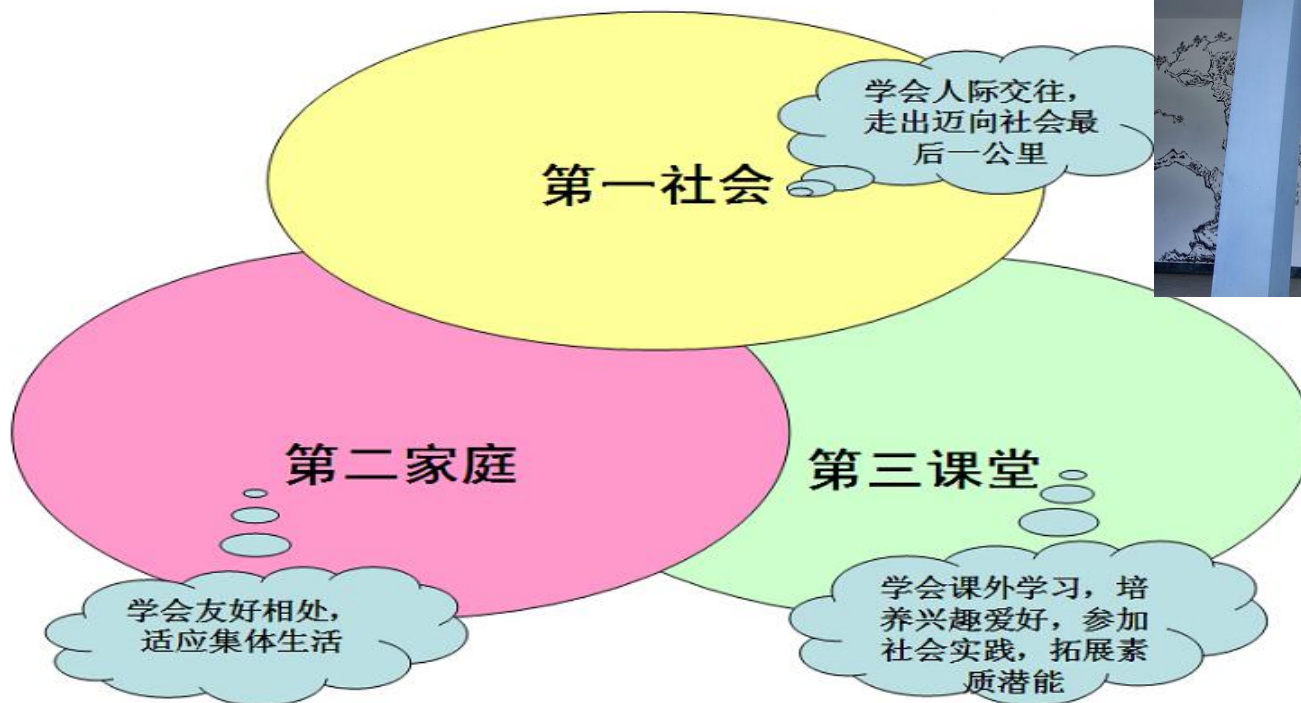 学会人际交往，
走出迈向社会最
后一公里
第一社会
第二家庭
第三课堂
学会友好相处，
适应集体生活
学会课外学习，培
养兴趣爱好，参加
社会实践，拓展素
质潜能